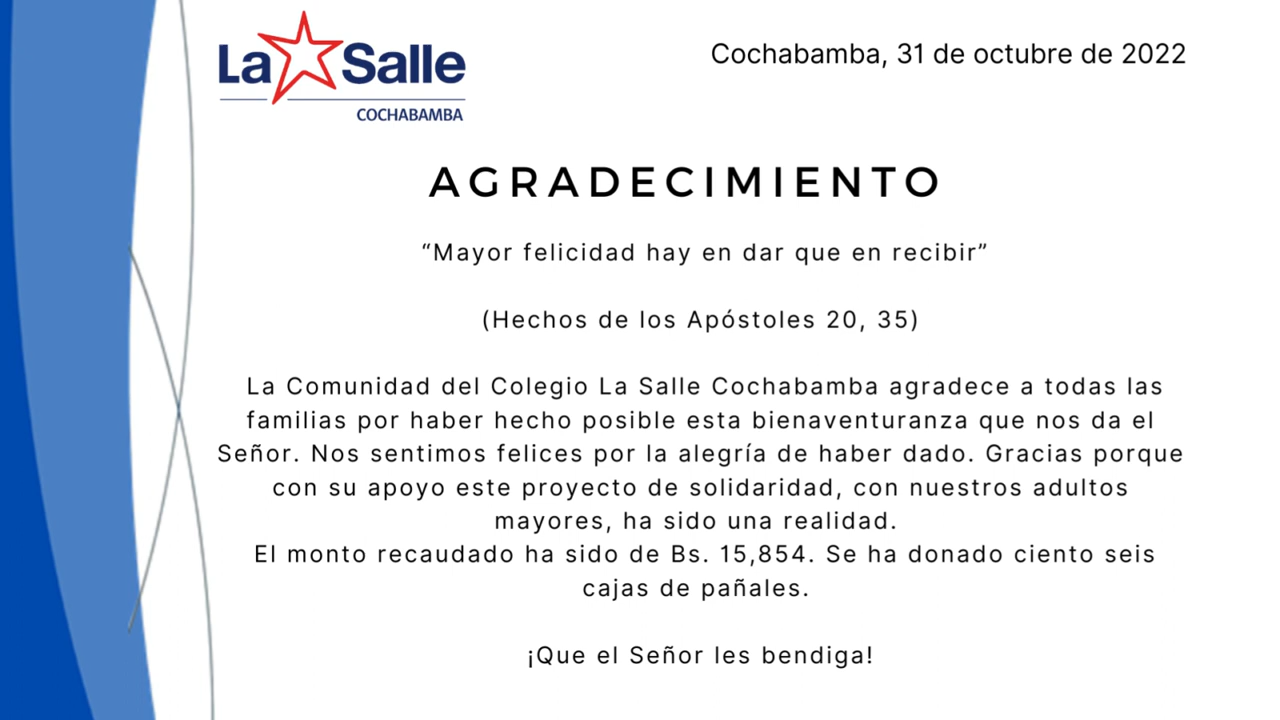 La Salle
COCHABAMBA
Cochabamba, 31 de octubre de 2022
AGRADECIMIENTO
“Mayor felicidad hay en dar que en recibir”
(Hechos de los Apóstoles 20, 35)
La Comunidad del Colegio La Salle Cochabamba agradece a todas las
familias por haber hecho posible esta bienaventuranza que nos da el
Señor. Nos sentimos felices por la alegría de haber dado. Gracias porque
con su apoyo este proyecto de solidaridad, con nuestros adultos
mayores, ha sido una realidad.
El monto recaudado ha sido de Bs. 15,854. Se ha donado ciento seis
cajas de pañales.
¡Que el Señor les bendiga!